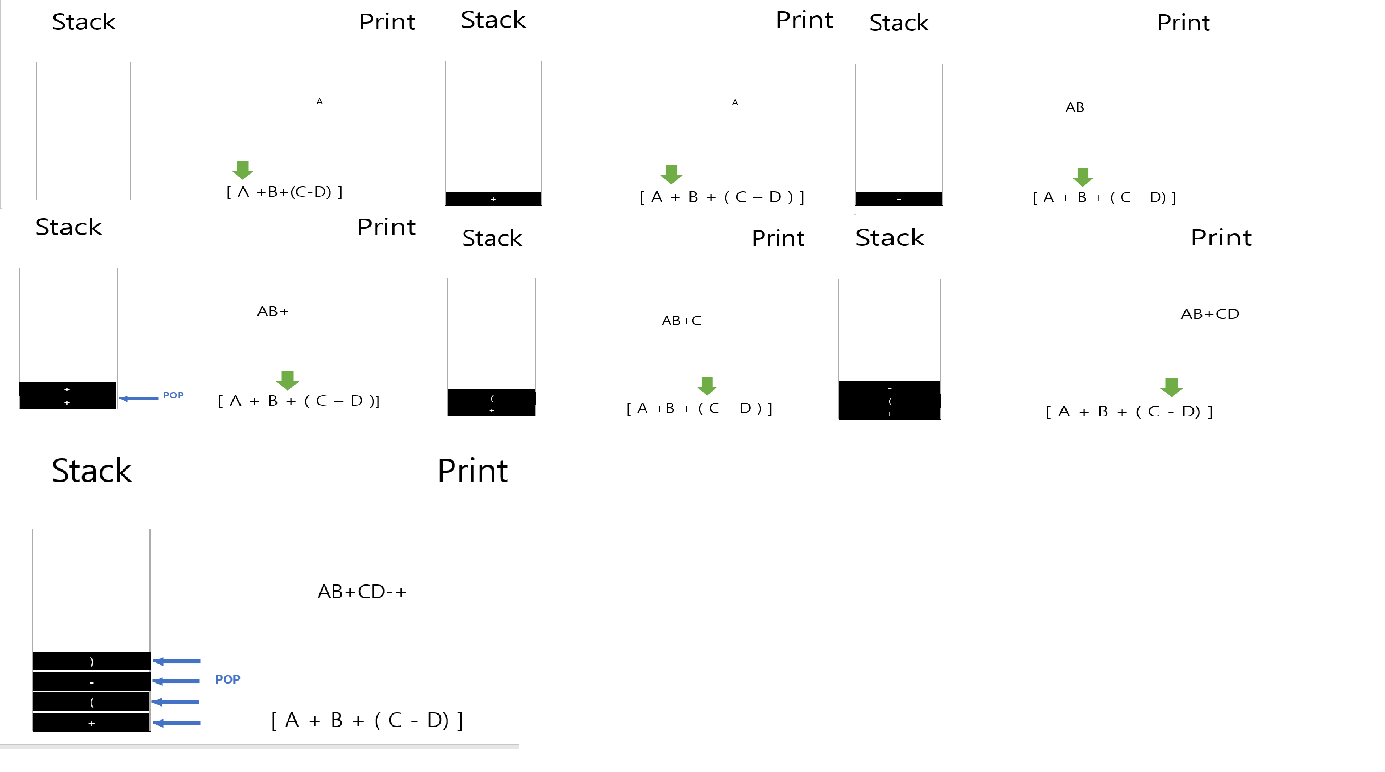 Stack Print
A
[ A +B+(C-D) ]
Stack Print
A
+
[ A + B + ( C – D ) ]
Stack Print
AB
[ A + B + ( C D) ]
Stack Print
AB+
+
+
POP
[ A + B + ( C – D )]
Stack Print
AB+C
(
+
[ A +B + ( C D ) ]
Stack Print
AB+CD
-
(
[ A + B + ( C - D) ]
Stack Print
AB+CD-+
)
-
POP
(
+
[ A + B + ( C - D) ]